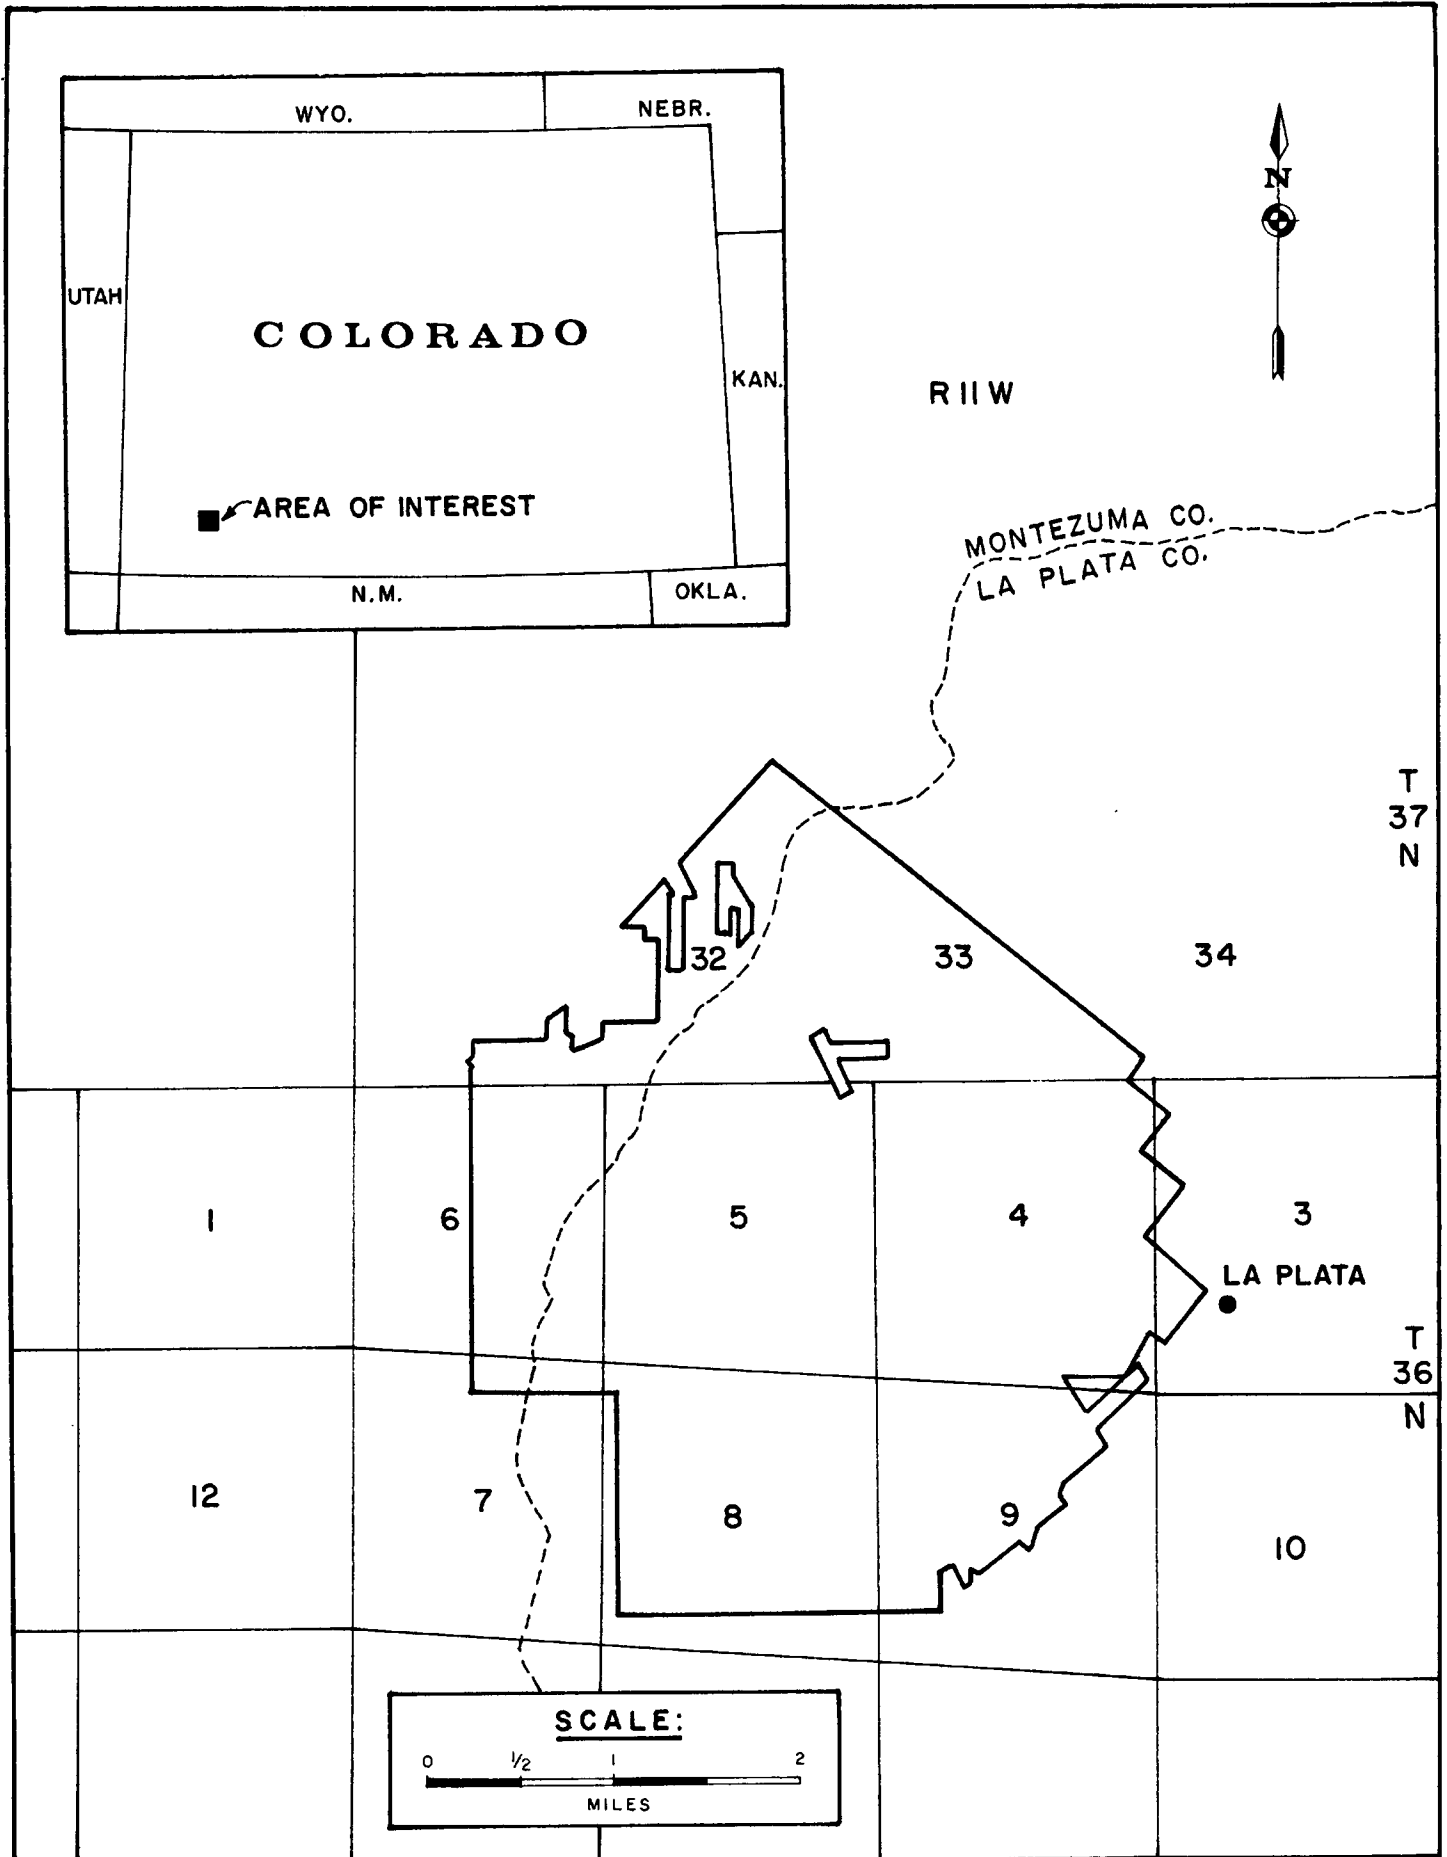 WYO.
NEBR.
N
UTAH
COLORADO
KAN.
R 11 W
AREA OF INTEREST
MONTEZUMA CO.
LA PLATA CO.
N.M.
OKLA.
T
37
N
32
33
34
1
6
5
4
3
LA PLATA
T
36
N
12
7
8
9
10
SCALE:
0 1/2 1 2
MILES